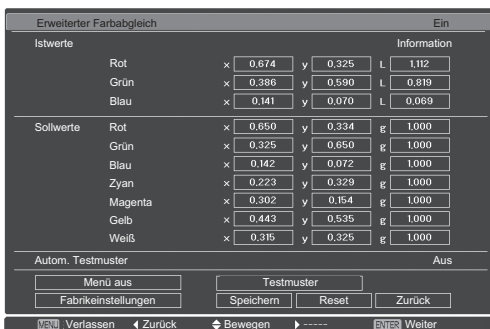 Erweiterter Farbabgleich Ein
Istwerte Information
Rot x 0,674 y 0,325 L 1,112
Grün x 0,386 y 0,590 L 0,819
Blau x 0,141 y 0,070 L 0,069
Sollwerte Rot x 0,650 y 0,334 g 1,000
Grün x 0,325 y 0,650 g 1,000
Blau x 0,142 y 0,072 g 1,000
Zyan x 0,223 y 0,329 g 1,000
Magenta x 0,302 y 0,154 g 1,000
Gelb x 0,443 y 0,535 g 1,000
Weiß x 0,315 y 0,325 g 1,000
Autom. Testmuster Aus
Menü aus Testmuster
Fabrikeinstellungen Speichern Reset Zurück
MENU :Verlassen Zurück Bewegen ----- ENTER Weiter